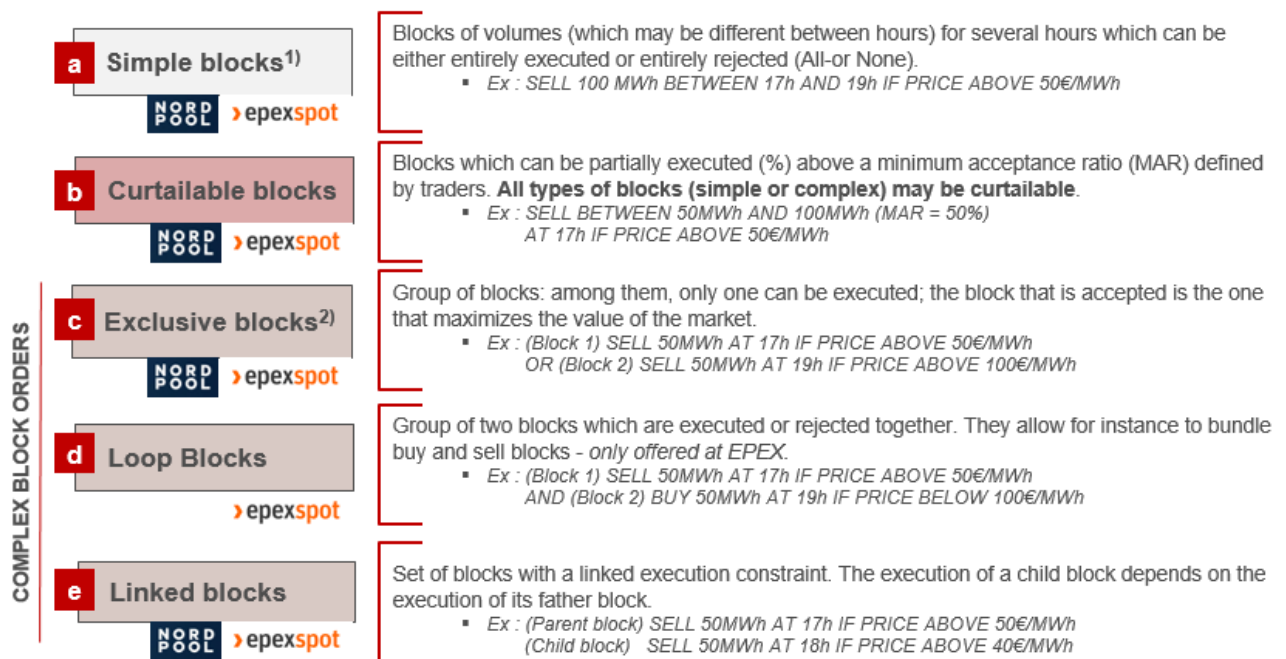 a
Simple blocks1)
NORD
POOL
epexspot
Blocks of volumes (which may be different between hours) for several hours which can be
either entirely executed or entirely rejected (All-or None).
▪ Ex : SELL 100 MWh BETWEEN 17h AND 19h IF PRICE ABOVE 50€/MWh
b
Curtailable blocks
NORD
POOL
epexspot
Blocks which can be partially executed (%) above a minimum acceptance ratio (MAR) defined
by traders. All types of blocks (simple or complex) may be curtailable.
▪ Ex : SELL BETWEEN 50MWh AND 100MWh (MAR = 50%)
AT 17h IF PRICE ABOVE 50€/MWh
COMPLEX BLOCK ORDERS
c
Exclusive blocks2)
NORD
POOL
epexspot
Group of blocks: among them, only one can be executed; the block that is accepted is the one
that maximizes the value of the market.
▪ Ex : (Block 1) SELL 50MWh AT 17h IF PRICE ABOVE 50€/MWh
OR (Block 2) SELL 50MWh AT 19h IF PRICE ABOVE 100€/MWh
d
Loop Blocks
epexspot
Group of two blocks which are executed or rejected together. They allow for instance to bundle
buy and sell blocks - only offered at EPEX.
▪ Ex : (Block 1) SELL 50MWh AT 17h IF PRICE ABOVE 50€/MWh
AND (Block 2) BUY 50MWh AT 19h IF PRICE BELOW 100€/MWh
e
Linked blocks
NORD
POOL
epexspot
Set of blocks with a linked execution constraint. The execution of a child block depends on the
execution of its father block.
▪ Ex : (Parent block) SELL 50MWh AT 17h IF PRICE ABOVE 50€/MWh
(Child block) SELL 50MWh AT 18h IF PRICE ABOVE 40€/MWh